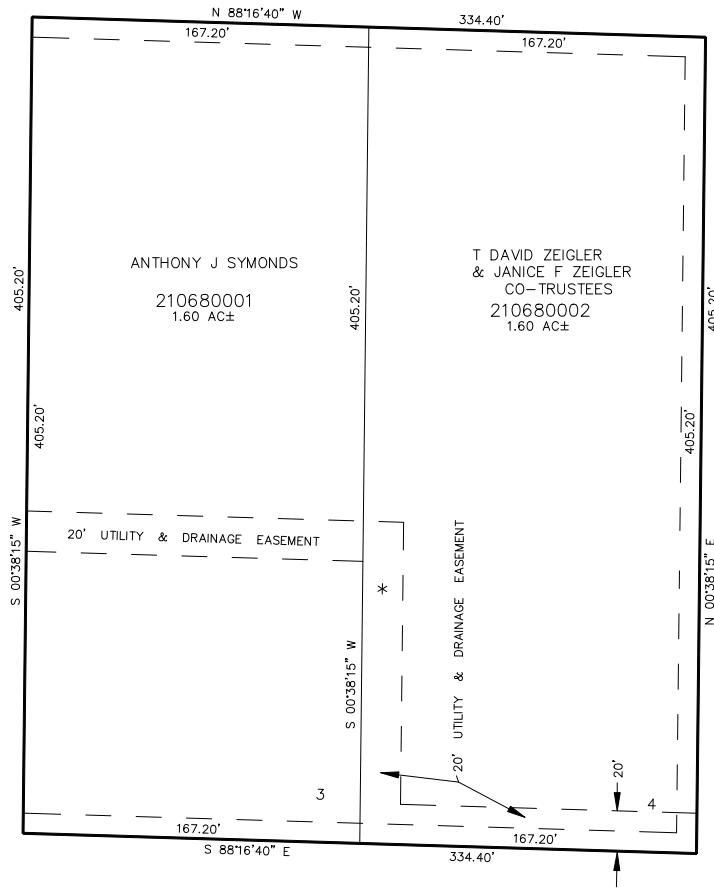 N 88°16'40" W
334.40'
167.20'
167.20'
ANTHONY J SYMONDS
210680001
1.60 AC±
T DAVID ZEIGLER
& JANICE F ZEIGLER
CO-TRUSTEES
210680002
1.60 AC±
405.20'
405.20'
405.20'
405.20'
405.20'
20' UTILITY & DRAINAGE EASEMENT
S 00°38'15" W
*
20' UTILITY & DRAINAGE EASEMENT
N 00°38'15" E
S 00°38'15" W
20'
3
4
167.20'
167.20'
S 88°16'40" E
334.40'